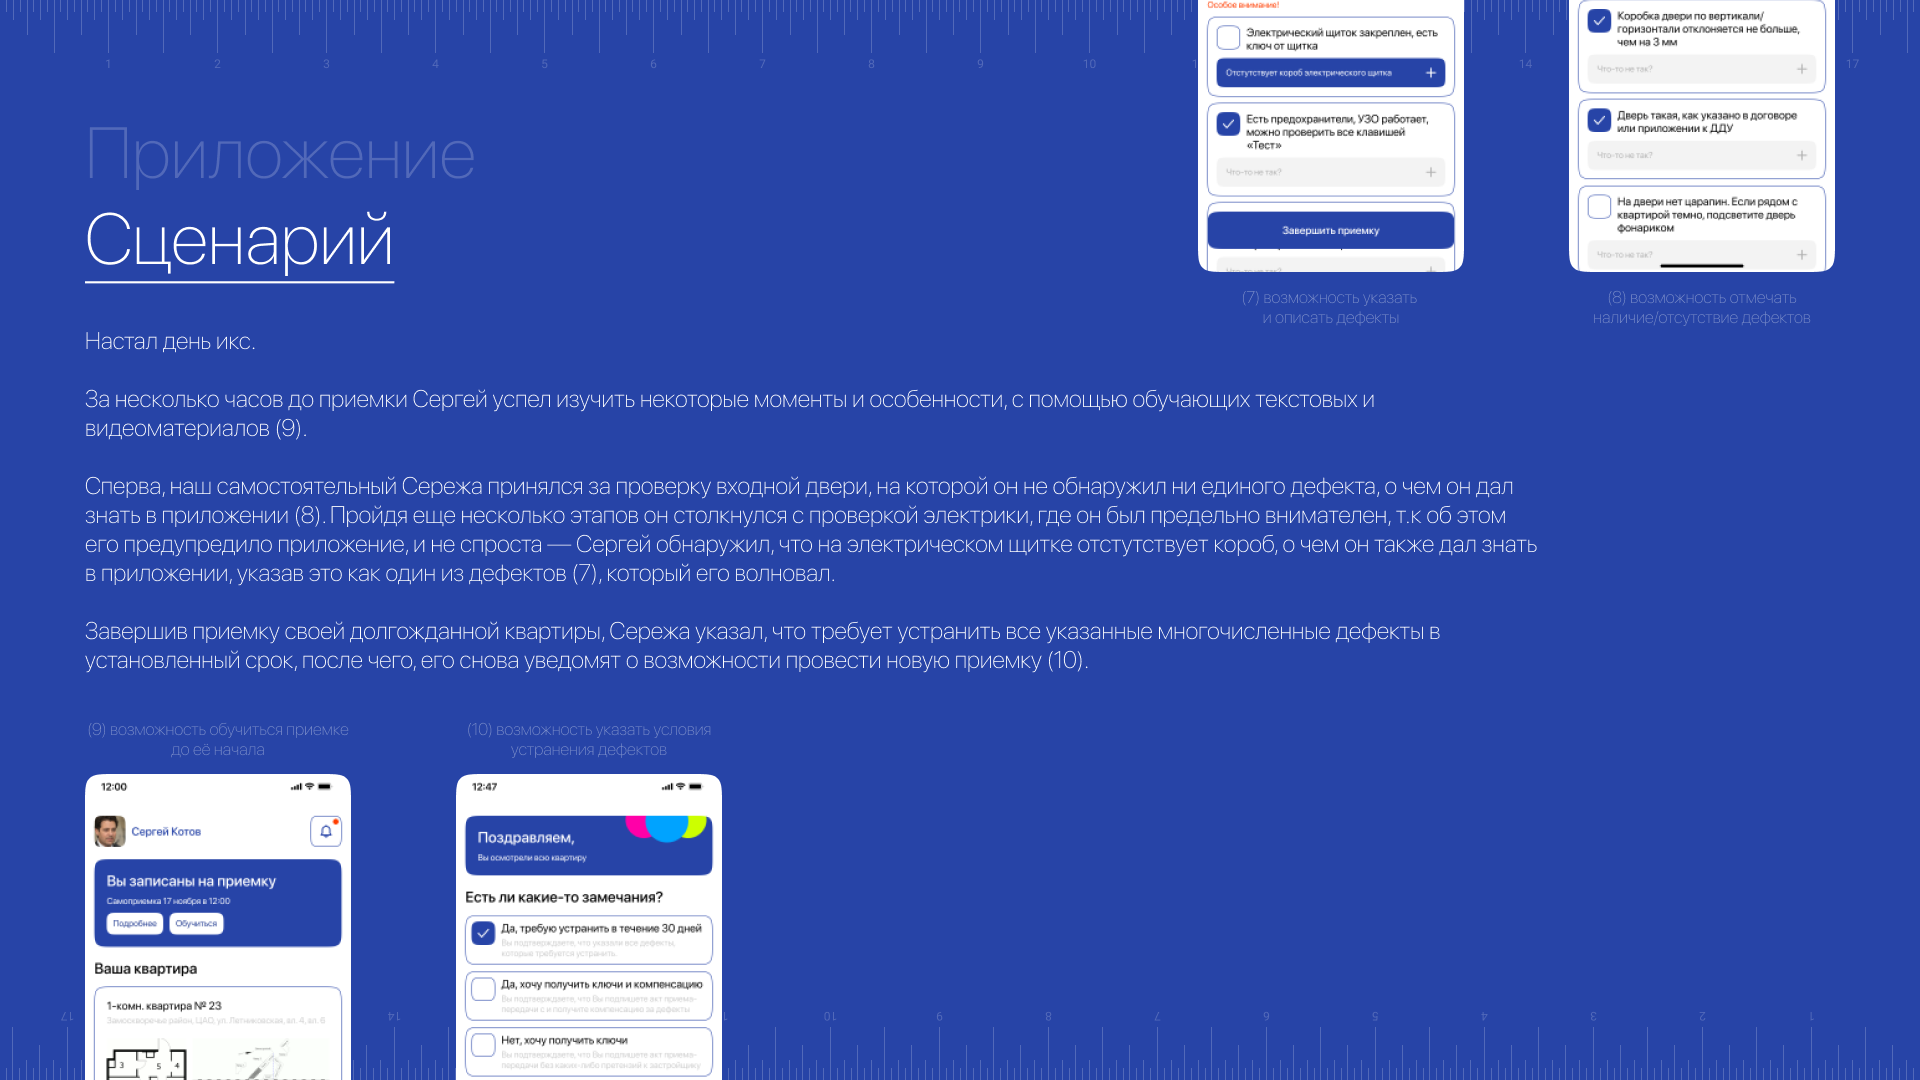 1 2 3 4 5 6 7 8 9 10 14 17
Приложение
Сценарий
Особое внимание!
Электрический щиток закреплен, есть
ключ от щитка
Отстутствует короб электрического щитка
Есть предохранители, УЗО работает,
можно проверить все клавишей
«Тест»
Что-то не так?
Завершить приемку
(7) возможность указать
и описать дефекты
Коробка двери по вертикали/
горизонтали отклоняется не больше,
чем на 3 мм
Что-то не так?
Дверь такая, как указано в договоре
или приложении к ДДУ
Что-то не так?
На двери нет царапин. Если рядом с
квартирой темно, подсветите дверь
фонариком
Что-то не так?
(8) возможность отмечать
наличие/отсутствие дефектов
Настал день икс.
За несколько часов до приемки Сергей успел изучить некоторые моменты и особенности, с помощью обучающих текстовых и
видеоматериалов (9).
Сперва, наш самостоятельный Сережа принялся за проверку входной двери, на которой он не обнаружил ни единого дефекта, о чем он дал
знать в приложении (8). Пройдя еще несколько этапов он столкнулся с проверкой электрики, где он был предельно внимателен, т.к об этом
его предупредило приложение, и не спроста — Сергей обнаружил, что на электрическом щитке отстутствует короб, о чем он также дал знать
в приложении, указав это как один из дефектов (7), который его волновал.
Завершив приемку своей долгожданной квартиры, Сережа указал, что требует устранить все указанные многочисленные дефекты в
установленный срок, после чего, его снова уведомят о возможности провести новую приемку (10).
(9) возможность обучиться приемке
до её начала
12:00
Сергей Котов
Вы записаны на приемку
Самоприемка 17 ноября в 12:00
Подробнее
Обучиться
Ваша квартира
1-комн. квартира № 23
Замоскворечье район, ЦАО, ул. Летниковская, вл. 4, вл. 6
3 5 4
(10) возможность указать условия
устранения дефектов
12:47
Поздравляем,
Вы осмотрели всю квартиру
Есть ли какие-то замечания?
Да, требую устранить в течение 30 дней
Вы подтверждаете, что указали все дефекты,
которые требуется устранить.
Да, хочу получить ключи и компенсацию
Вы подтверждаете, что Вы подпишете акт приема-
передачи с и получите компенсацию за дефекты
Нет, хочу получить ключи
Вы подтверждаете, что Вы подпишете акт приема-
передачи без каких-либо претензий к застройщику
17 14 10 9 8 7 6 5 4 3 2 1